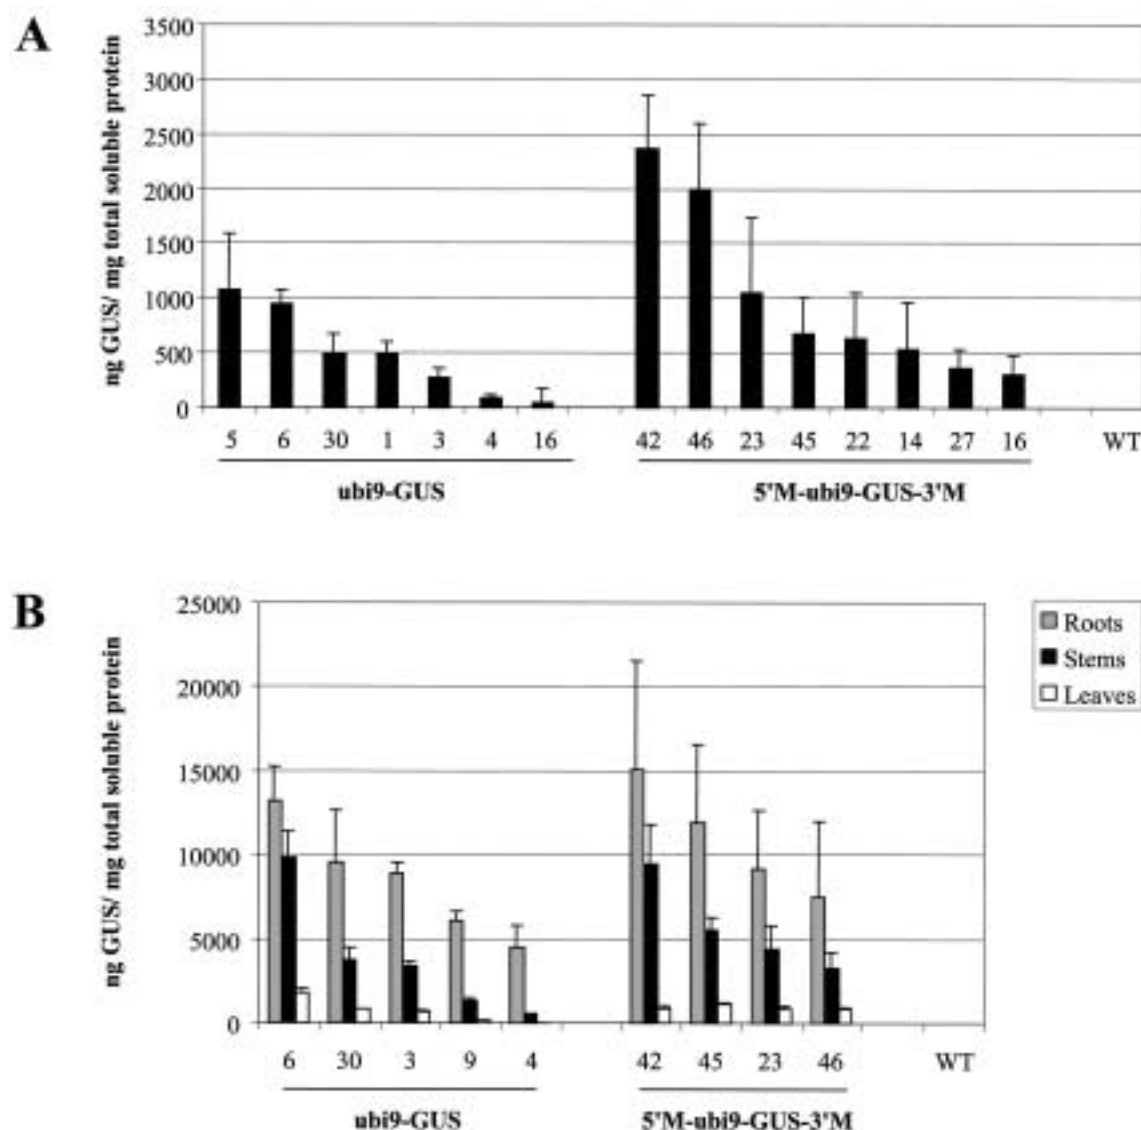 A
ng GUS/ mg total soluble protein
3500
3000
2500
2000
1500
1000
500
0
5 6 30 1 3 4 16 42 46 23 45 22 14 27 16 WT
ubi9-GUS 5'M-ubi9-GUS-3'M
B
ng GUS/ mg total soluble protein
25000
20000
15000
10000
5000
0
Roots
Stems
Leaves
6 30 3 9 4 42 45 23 46 WT
ubi9-GUS 5'M-ubi9-GUS-3'M